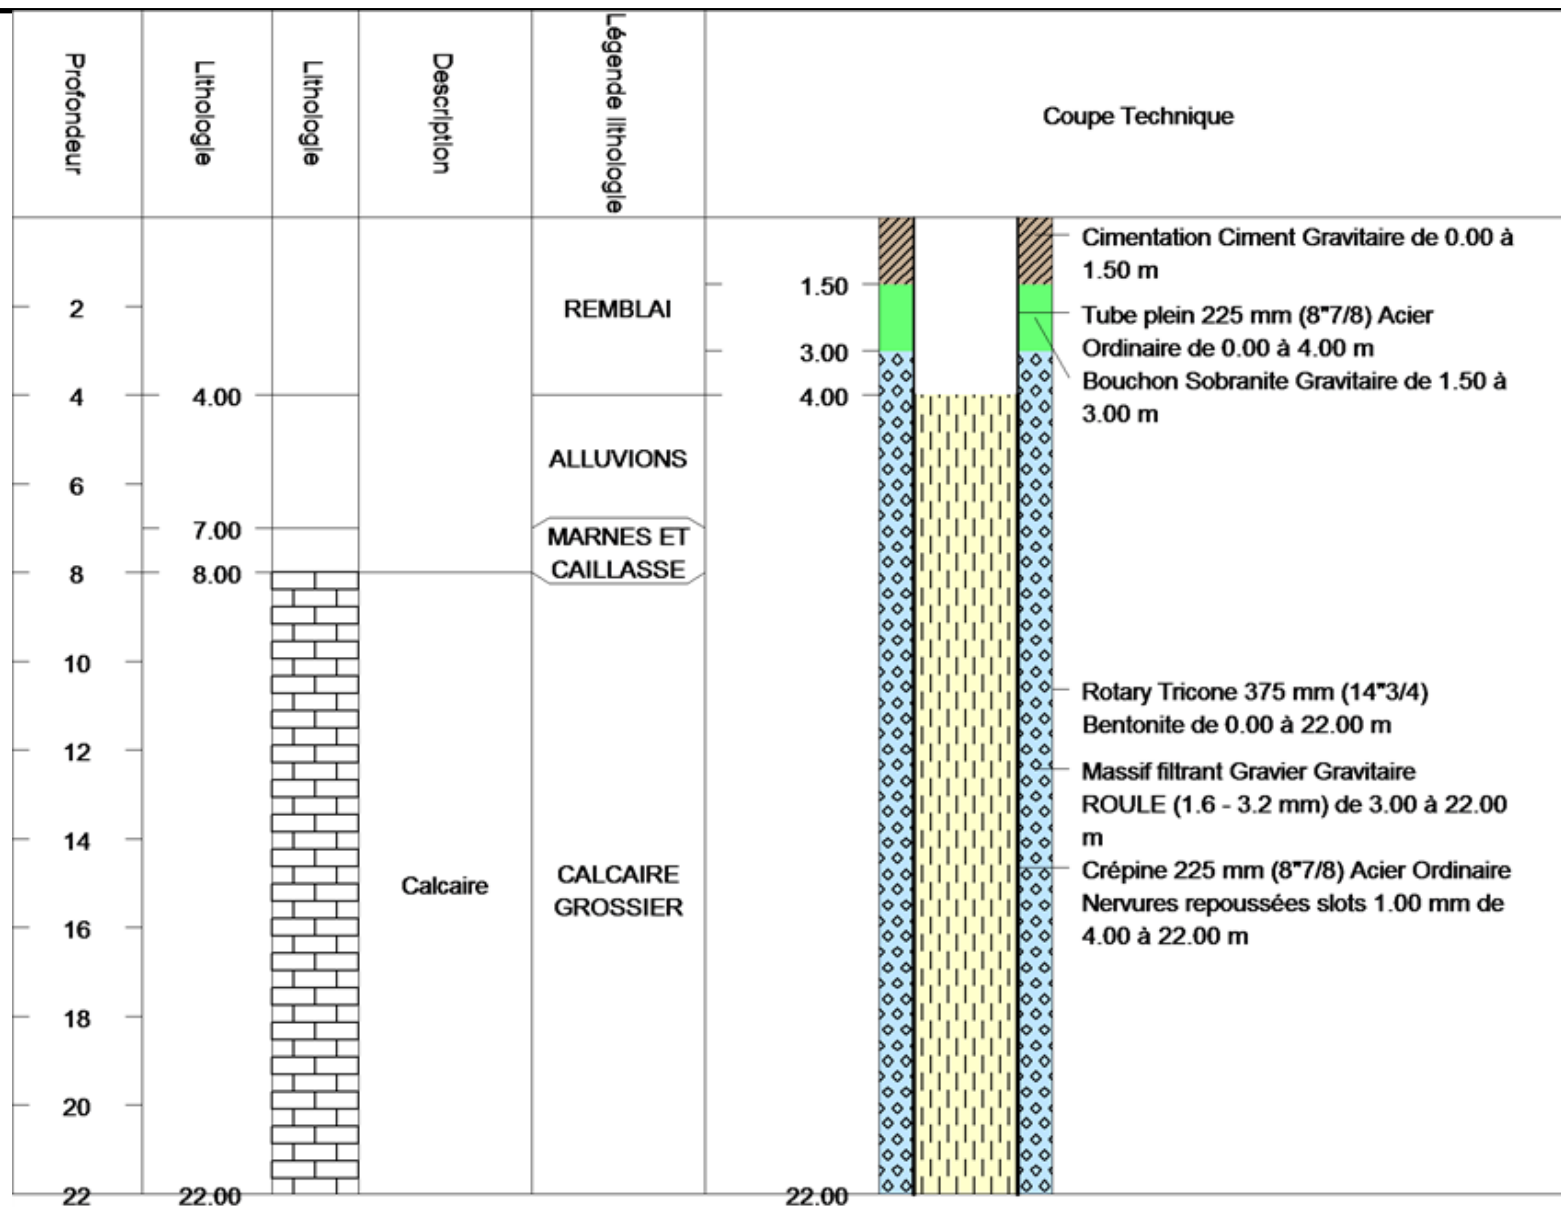 Profondeur
Lithologie
Lithologie
Description
Légende lithologie
Coupe Technique
2
4
6
8
10
12
14
16
18
20
22
4.00
7.00
8.00
22.00
Calcaire
REMBLAI
ALLUVIONS
MARNES ET
CAILLASSE
CALCAIRE
GROSSIER
1.50
3.00
4.00
22.00
Cimentation Ciment Gravitaire de 0.00 à
1.50 m
Tube plein 225 mm (8"7/8) Acier
Ordinaire de 0.00 à 4.00 m
Bouchon Sobranite Gravitaire de 1.50 à
3.00 m
Rotary Tricone 375 mm (14"3/4)
Bentonite de 0.00 à 22.00 m
Massif filtrant Gravier Gravitaire
ROULE (1.6 - 3.2 mm) de 3.00 à 22.00
m
Crépine 225 mm (8"7/8) Acier Ordinaire
Nervures repoussées slots 1.00 mm de
4.00 à 22.00 m